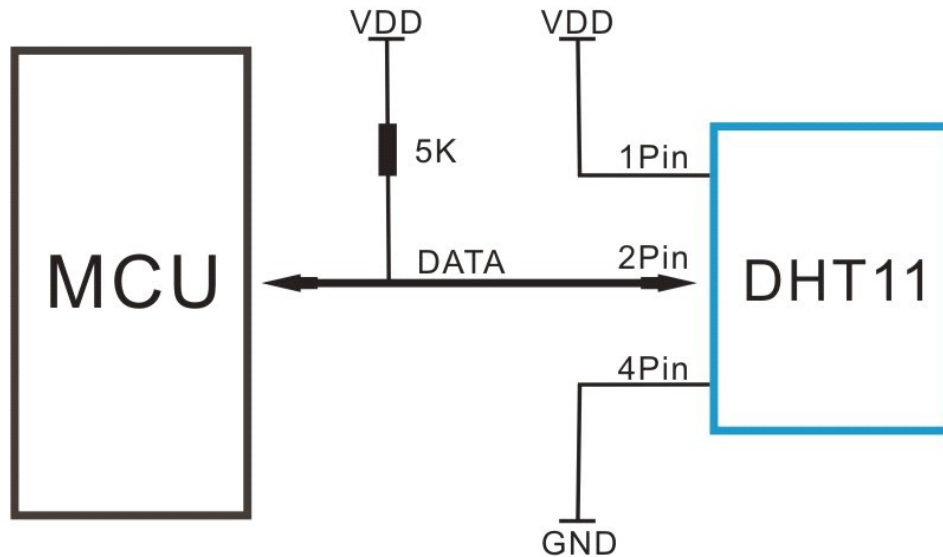 VDD
VDD
5K
1Pin
MCU
DATA
2Pin
DHT11
4Pin
GND